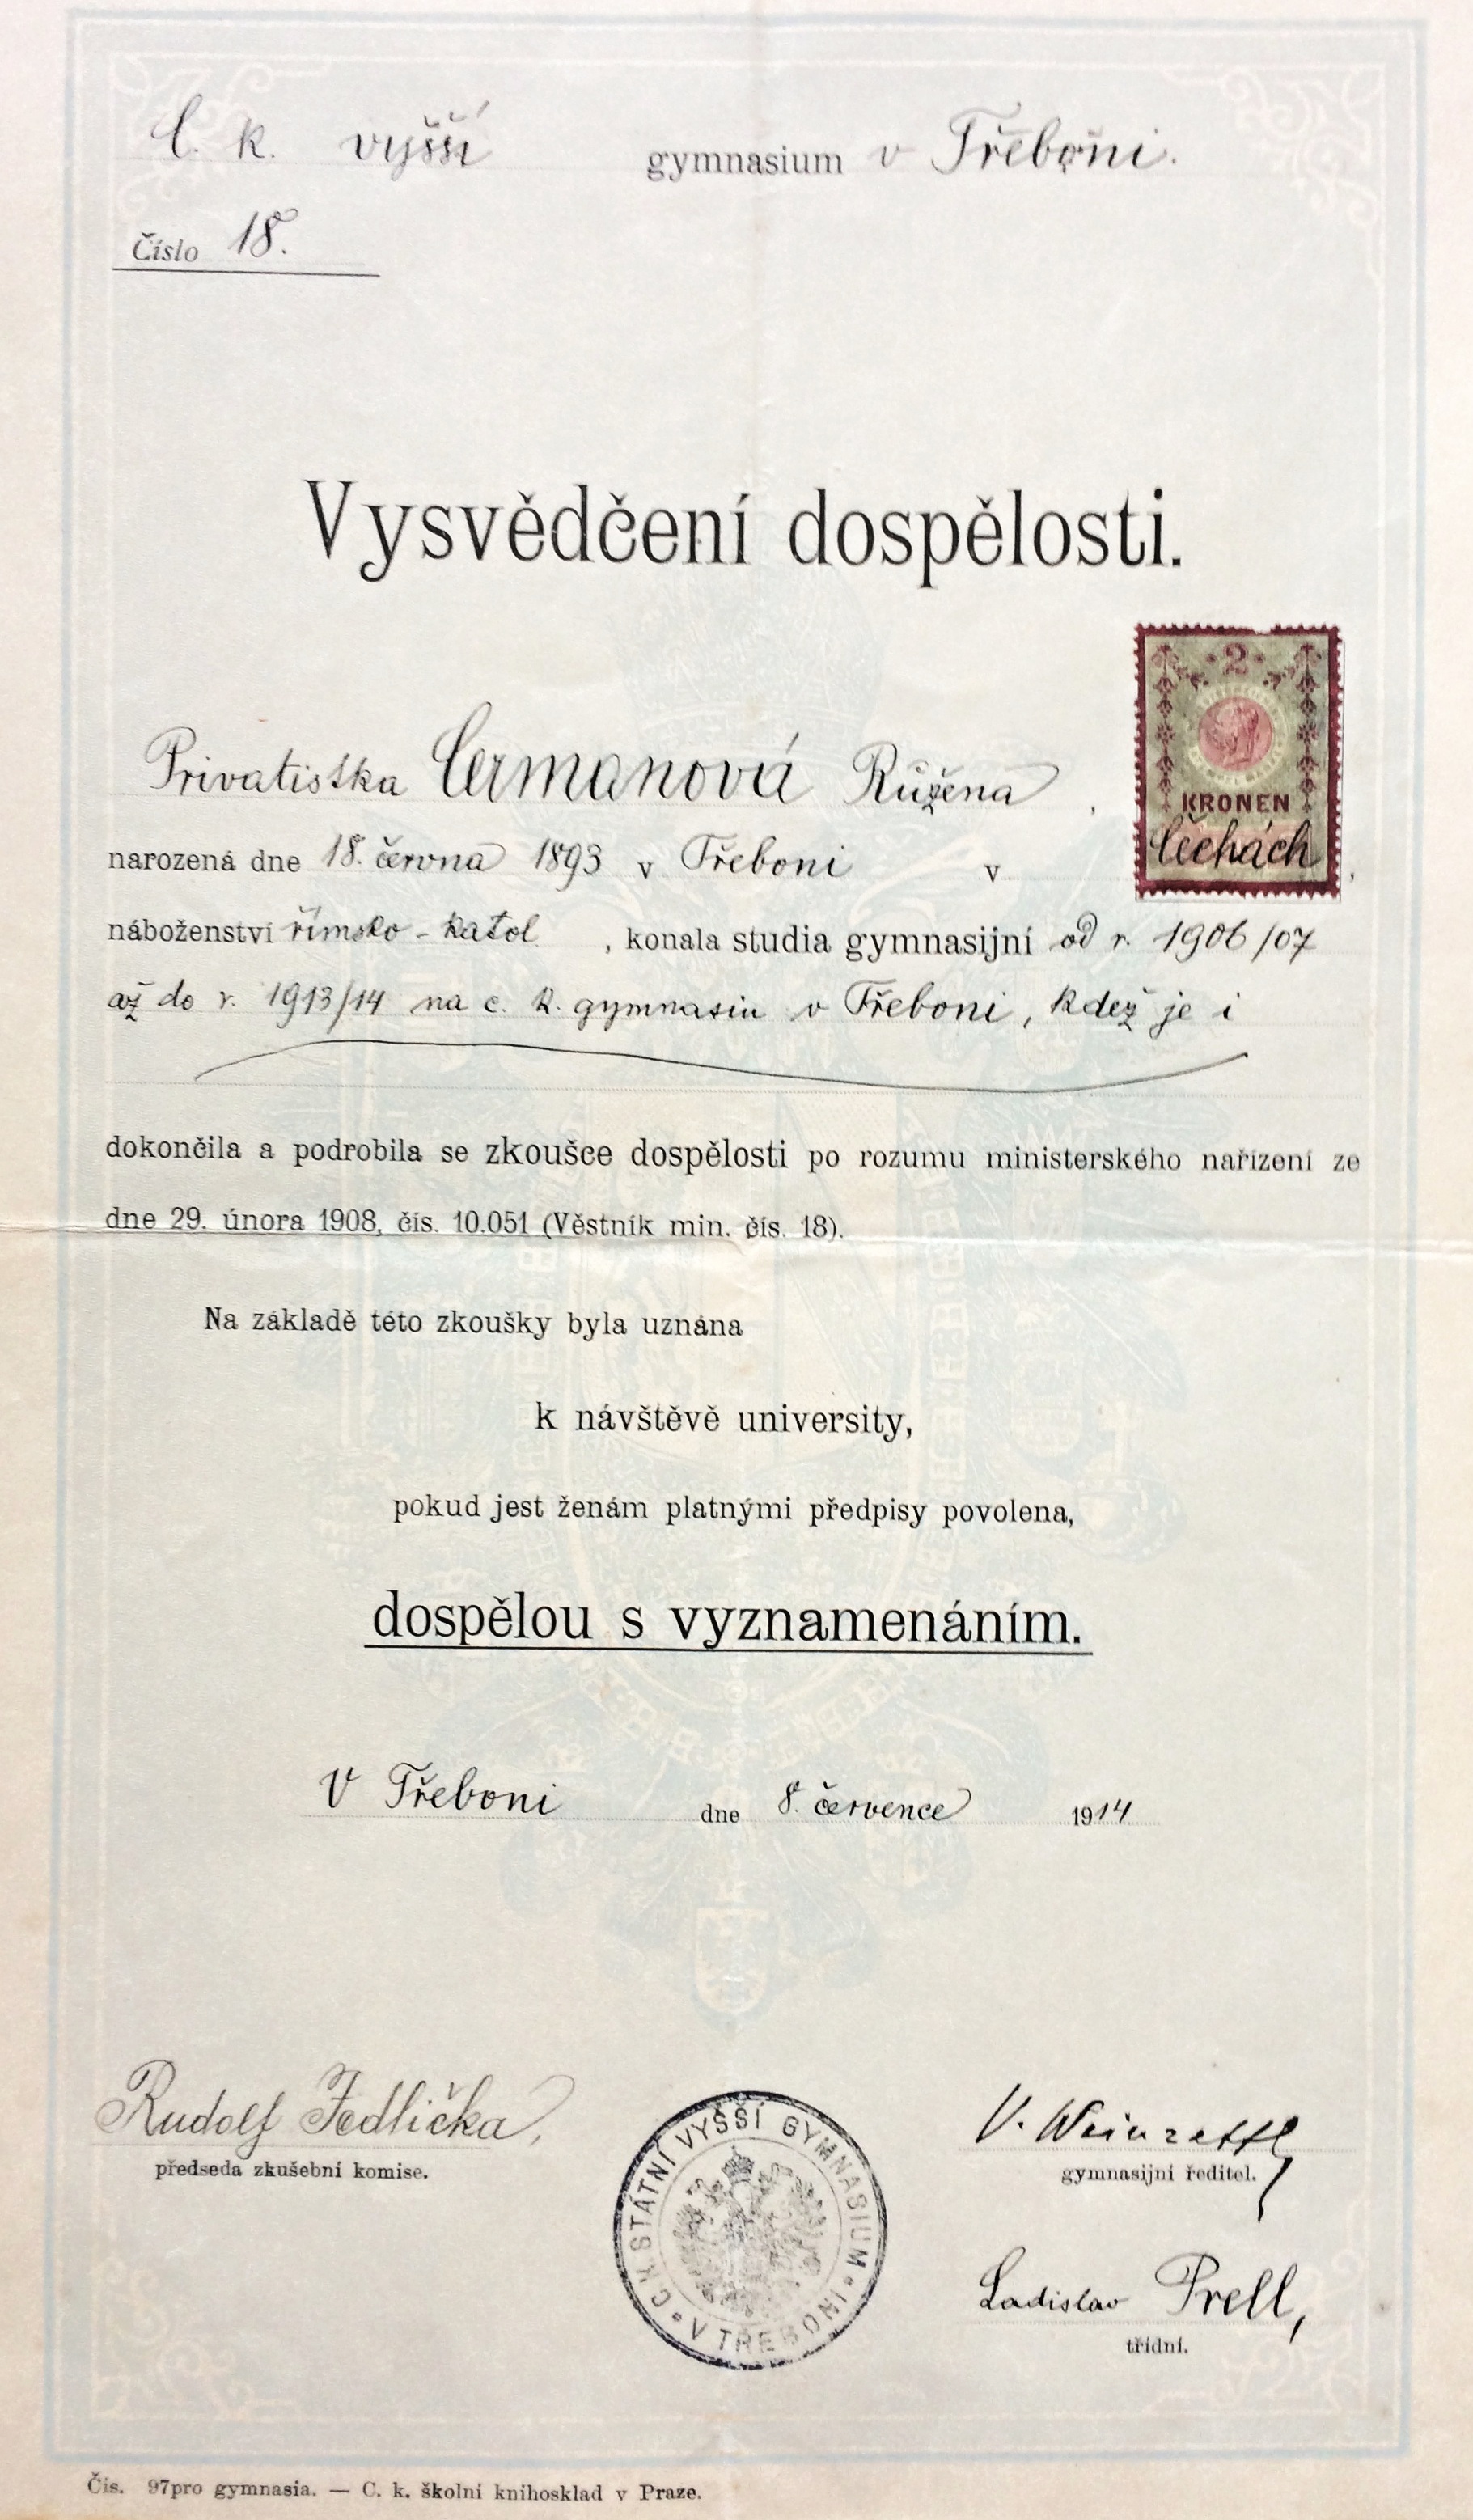 C. k. vyšší gymnasium v Třeboni.
Číslo 18.
Vysvědčení dospělosti.
2
KRONEN
Privatistka Cermanová Růžena ,
narozená dne 18. června 1893 v Třeboni v Čechách ,
náboženství římsko-katol , konala studia gymnasijní od r. 1906/07
až do r. 1913/14 na c. k. gymnasiu v Třeboni, kdež je i
dokončila a podrobila se zkoušce dospělosti po rozumu ministerského nařízení ze
dne 29. února 1908, čís. 10.051 (Věstník min. čís. 18).
Na základě této zkoušky byla uznána
k návštěvě university,
pokud jest ženám platnými předpisy povolena,
dospělou s vyznamenáním.
V Třeboni dne 8. července 1914
Rudolf Jedlička,
předseda zkušební komise.
C K STÁTNÍ VYŠŠÍ GYMNASIUM
V TŘEBONI
V. Weinzettl
gymnasijní ředitel.
Ladislav Prell,
třídní.
Čís. 97pro gymnasia. — C. k. školní knihosklad v Praze.